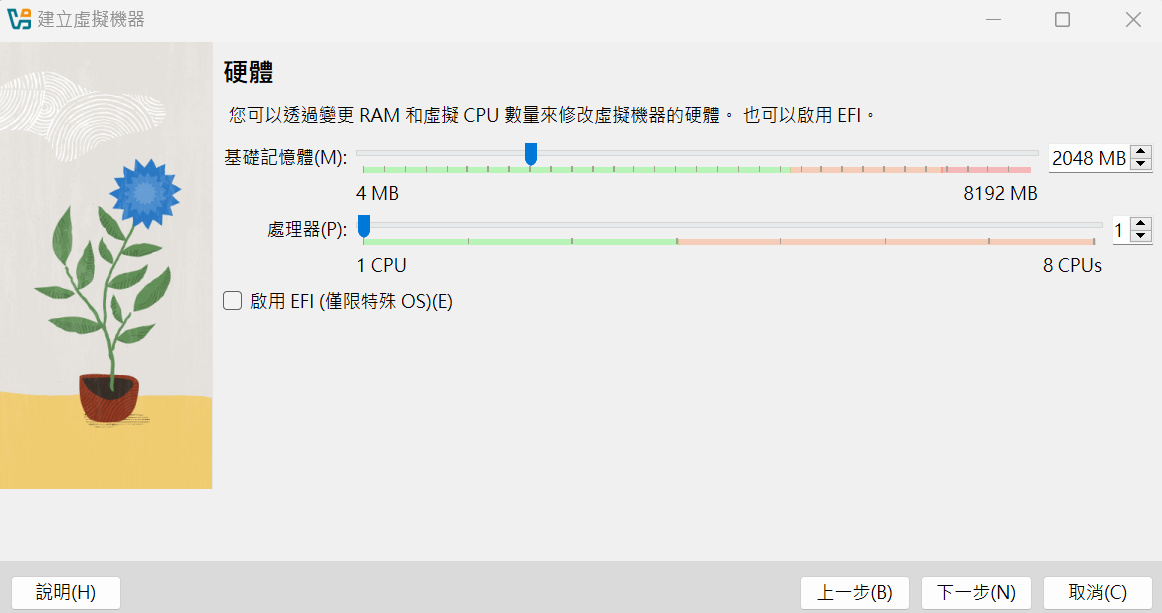 建立虛擬機器
硬體
您可以透過變更 RAM 和虛擬 CPU 數量來修改虛擬機器的硬體。 也可以啟用 EFI。
基礎記憶體(M): 2048 MB
4 MB 8192 MB
處理器(P): 1
1 CPU 8 CPUs
啟用 EFI (僅限特殊 OS)(E)
說明(H) 上一步(B) 下一步(N) 取消(C)